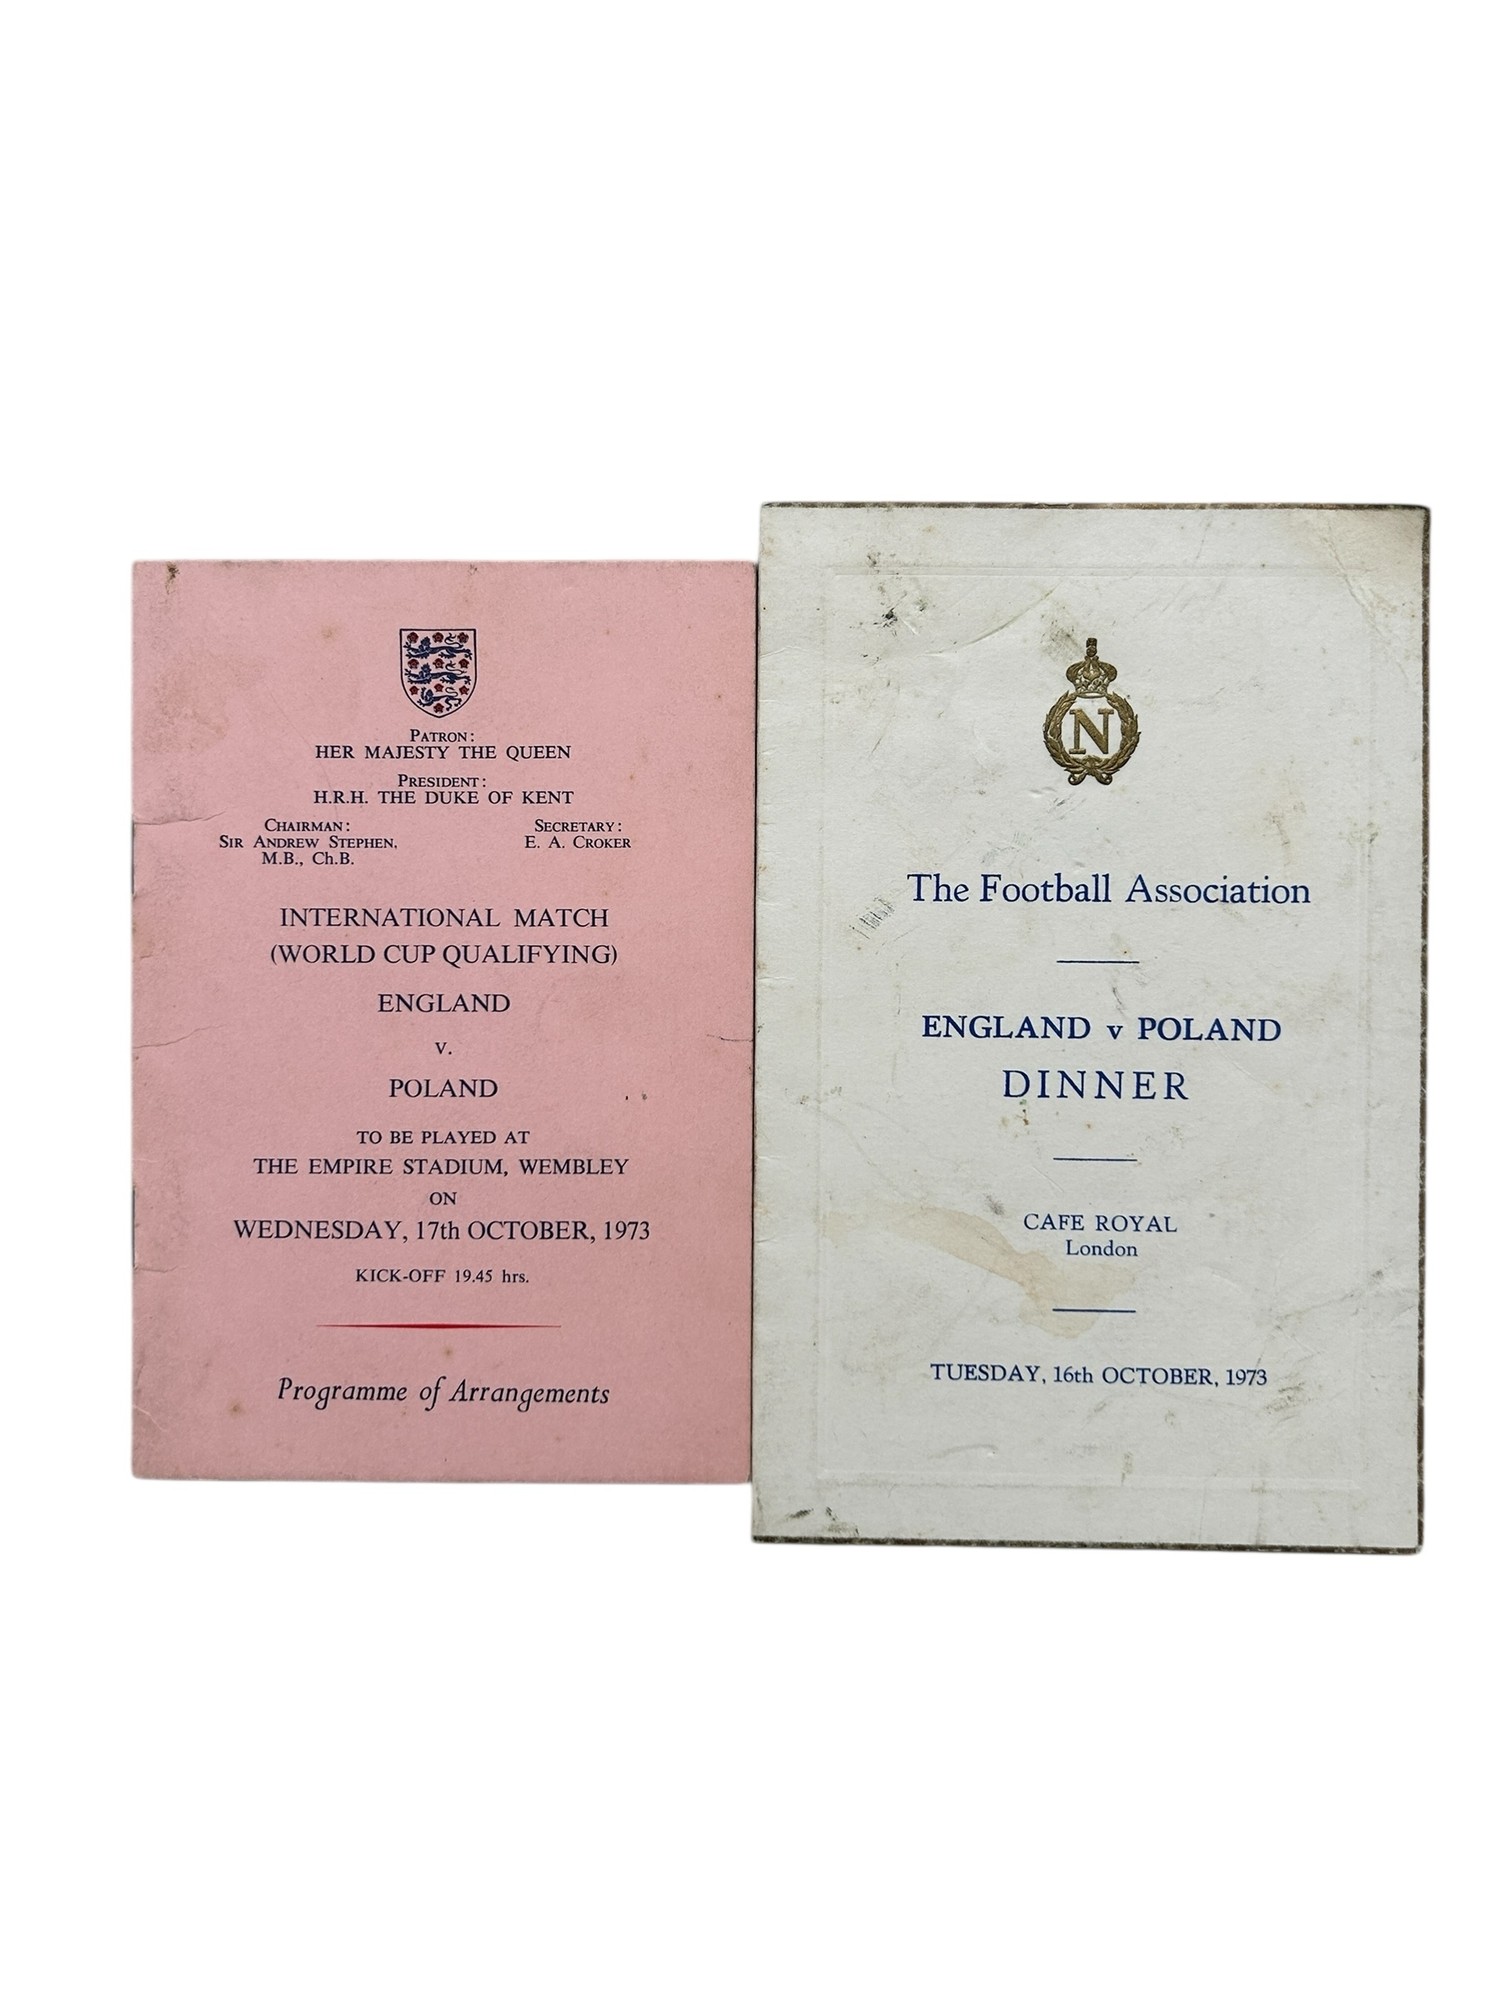 PATRON:
HER MAJESTY THE QUEEN
PRESIDENT:
H.R.H. THE DUKE OF KENT
CHAIRMAN:
SIR ANDREW STEPHEN,
M.B., Ch.B.
SECRETARY:
E. A. CROKER
INTERNATIONAL MATCH
(WORLD CUP QUALIFYING)
ENGLAND
v.
POLAND
TO BE PLAYED AT
THE EMPIRE STADIUM, WEMBLEY
ON
WEDNESDAY, 17th OCTOBER, 1973
KICK-OFF 19.45 hrs.
Programme of Arrangements
N
The Football Association
ENGLAND v POLAND
DINNER
CAFE ROYAL
London
TUESDAY, 16th OCTOBER, 1973